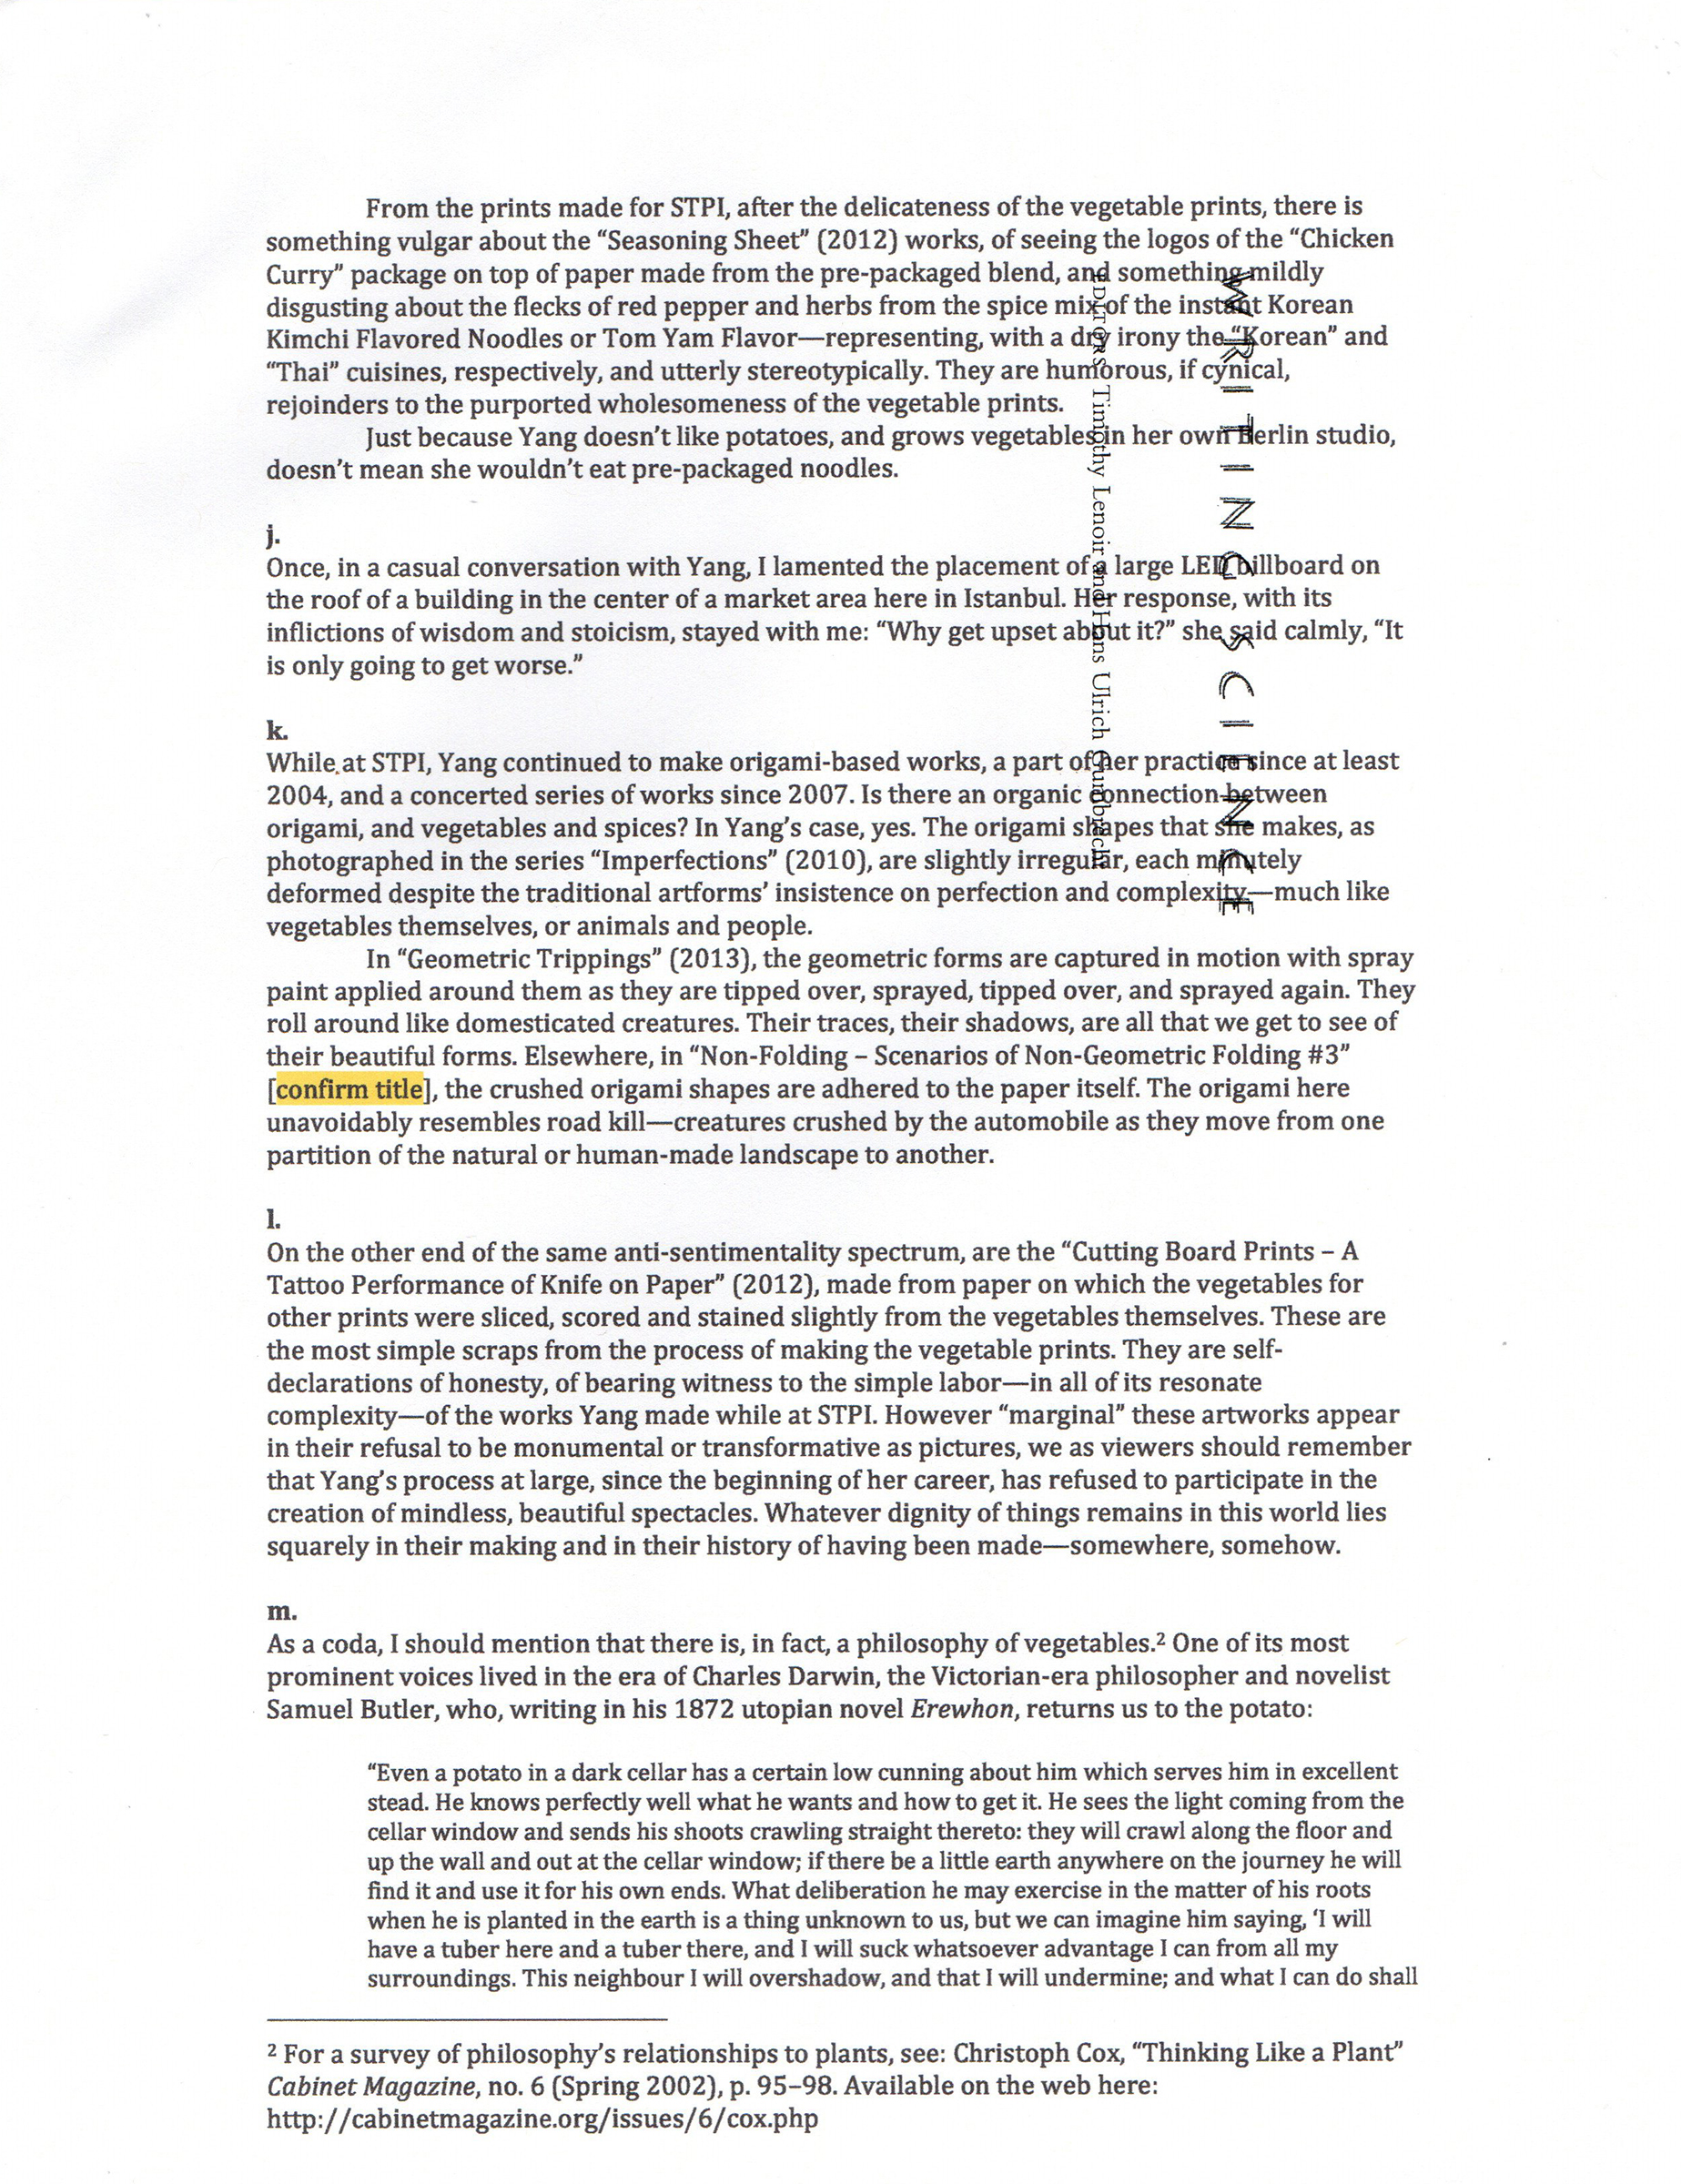 From the prints made for STPI, after the delicateness of the vegetable prints, there is
something vulgar about the “Seasoning Sheet” (2012) works, of seeing the logos of the “Chicken
Curry” package on top of paper made from the pre-packaged blend, and something mildly
disgusting about the flecks of red pepper and herbs from the spice mix of the instant Korean
Kimchi Flavored Noodles or Tom Yam Flavor—representing, with a dry irony the “Korean” and
“Thai” cuisines, respectively, and utterly stereotypically. They are humorous, if cynical,
rejoinders to the purported wholesomeness of the vegetable prints.
Just because Yang doesn’t like potatoes, and grows vegetables in her own Berlin studio,
doesn’t mean she wouldn’t eat pre-packaged noodles.
j.
Once, in a casual conversation with Yang, I lamented the placement of a large LED billboard on
the roof of a building in the center of a market area here in Istanbul. Her response, with its
inflictions of wisdom and stoicism, stayed with me: “Why get upset about it?” she said calmly, “It
is only going to get worse.”
k.
While at STPI, Yang continued to make origami-based works, a part of her practice since at least
2004, and a concerted series of works since 2007. Is there an organic connection between
origami, and vegetables and spices? In Yang’s case, yes. The origami shapes that she makes, as
photographed in the series “Imperfections” (2010), are slightly irregular, each minutely
deformed despite the traditional artforms’ insistence on perfection and complexity—much like
vegetables themselves, or animals and people.
In “Geometric Trippings” (2013), the geometric forms are captured in motion with spray
paint applied around them as they are tipped over, sprayed, tipped over, and sprayed again. They
roll around like domesticated creatures. Their traces, their shadows, are all that we get to see of
their beautiful forms. Elsewhere, in “Non-Folding – Scenarios of Non-Geometric Folding #3”
[confirm title], the crushed origami shapes are adhered to the paper itself. The origami here
unavoidably resembles road kill—creatures crushed by the automobile as they move from one
partition of the natural or human-made landscape to another.
l.
On the other end of the same anti-sentimentality spectrum, are the “Cutting Board Prints – A
Tattoo Performance of Knife on Paper” (2012), made from paper on which the vegetables for
other prints were sliced, scored and stained slightly from the vegetables themselves. These are
the most simple scraps from the process of making the vegetable prints. They are self-
declarations of honesty, of bearing witness to the simple labor—in all of its resonate
complexity—of the works Yang made while at STPI. However “marginal” these artworks appear
in their refusal to be monumental or transformative as pictures, we as viewers should remember
that Yang’s process at large, since the beginning of her career, has refused to participate in the
creation of mindless, beautiful spectacles. Whatever dignity of things remains in this world lies
squarely in their making and in their history of having been made—somewhere, somehow.
m.
As a coda, I should mention that there is, in fact, a philosophy of vegetables.² One of its most
prominent voices lived in the era of Charles Darwin, the Victorian-era philosopher and novelist
Samuel Butler, who, writing in his 1872 utopian novel Erewhon, returns us to the potato:
“Even a potato in a dark cellar has a certain low cunning about him which serves him in excellent
stead. He knows perfectly well what he wants and how to get it. He sees the light coming from the
cellar window and sends his shoots crawling straight thereto: they will crawl along the floor and
up the wall and out at the cellar window; if there be a little earth anywhere on the journey he will
find it and use it for his own ends. What deliberation he may exercise in the matter of his roots
when he is planted in the earth is a thing unknown to us, but we can imagine him saying, ‘I will
have a tuber here and a tuber there, and I will suck whatsoever advantage I can from all my
surroundings. This neighbour I will overshadow, and that I will undermine; and what I can do shall
² For a survey of philosophy’s relationships to plants, see: Christoph Cox, “Thinking Like a Plant”
Cabinet Magazine, no. 6 (Spring 2002), p. 95–98. Available on the web here:
http://cabinetmagazine.org/issues/6/cox.php
WRITING SCIENCE
EDITORS Timothy Lenoir and Hans Ulrich Gumbrecht